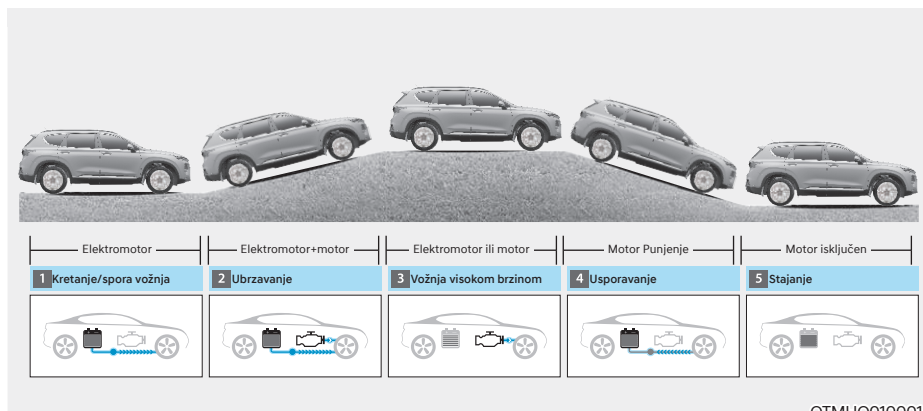 Elektromotor
Elektromotor+motor
Elektromotor ili motor
Motor Punjenje
Motor isključen
1 Kretanje/spora vožnja
2 Ubrzavanje
3 Vožnja visokom brzinom
4 Usporavanje
5 Stajanje